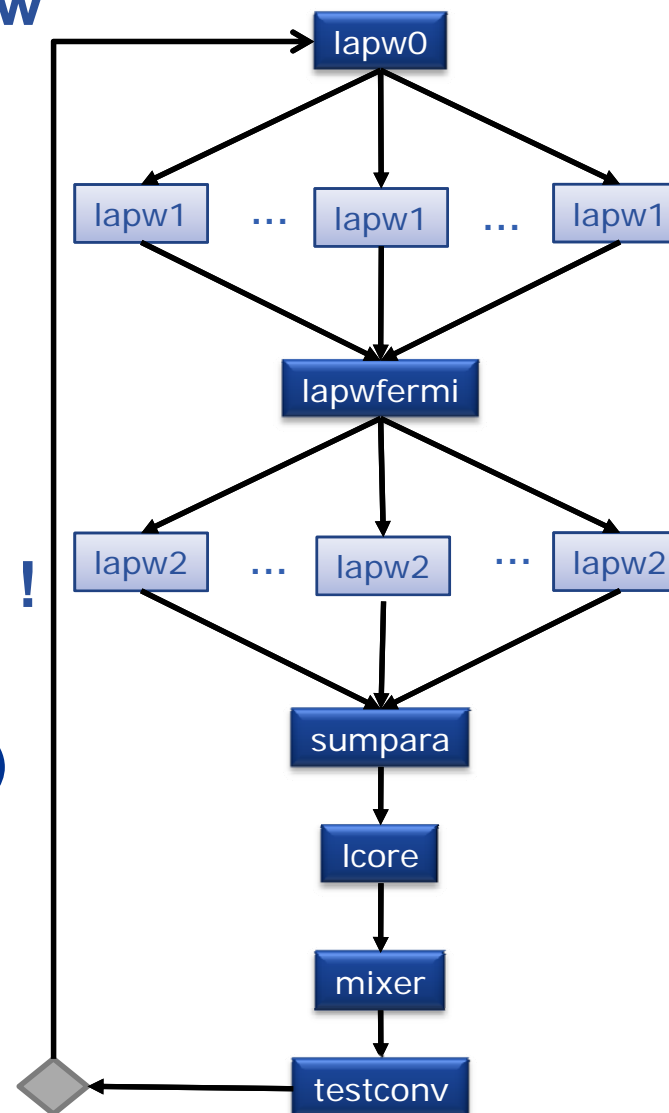 w
lapw0
lapw1 ... lapw1 ... lapw1
lapwfermi
lapw2 ... lapw2 ... lapw2
!
sumpara
)
lcore
mixer
testconv